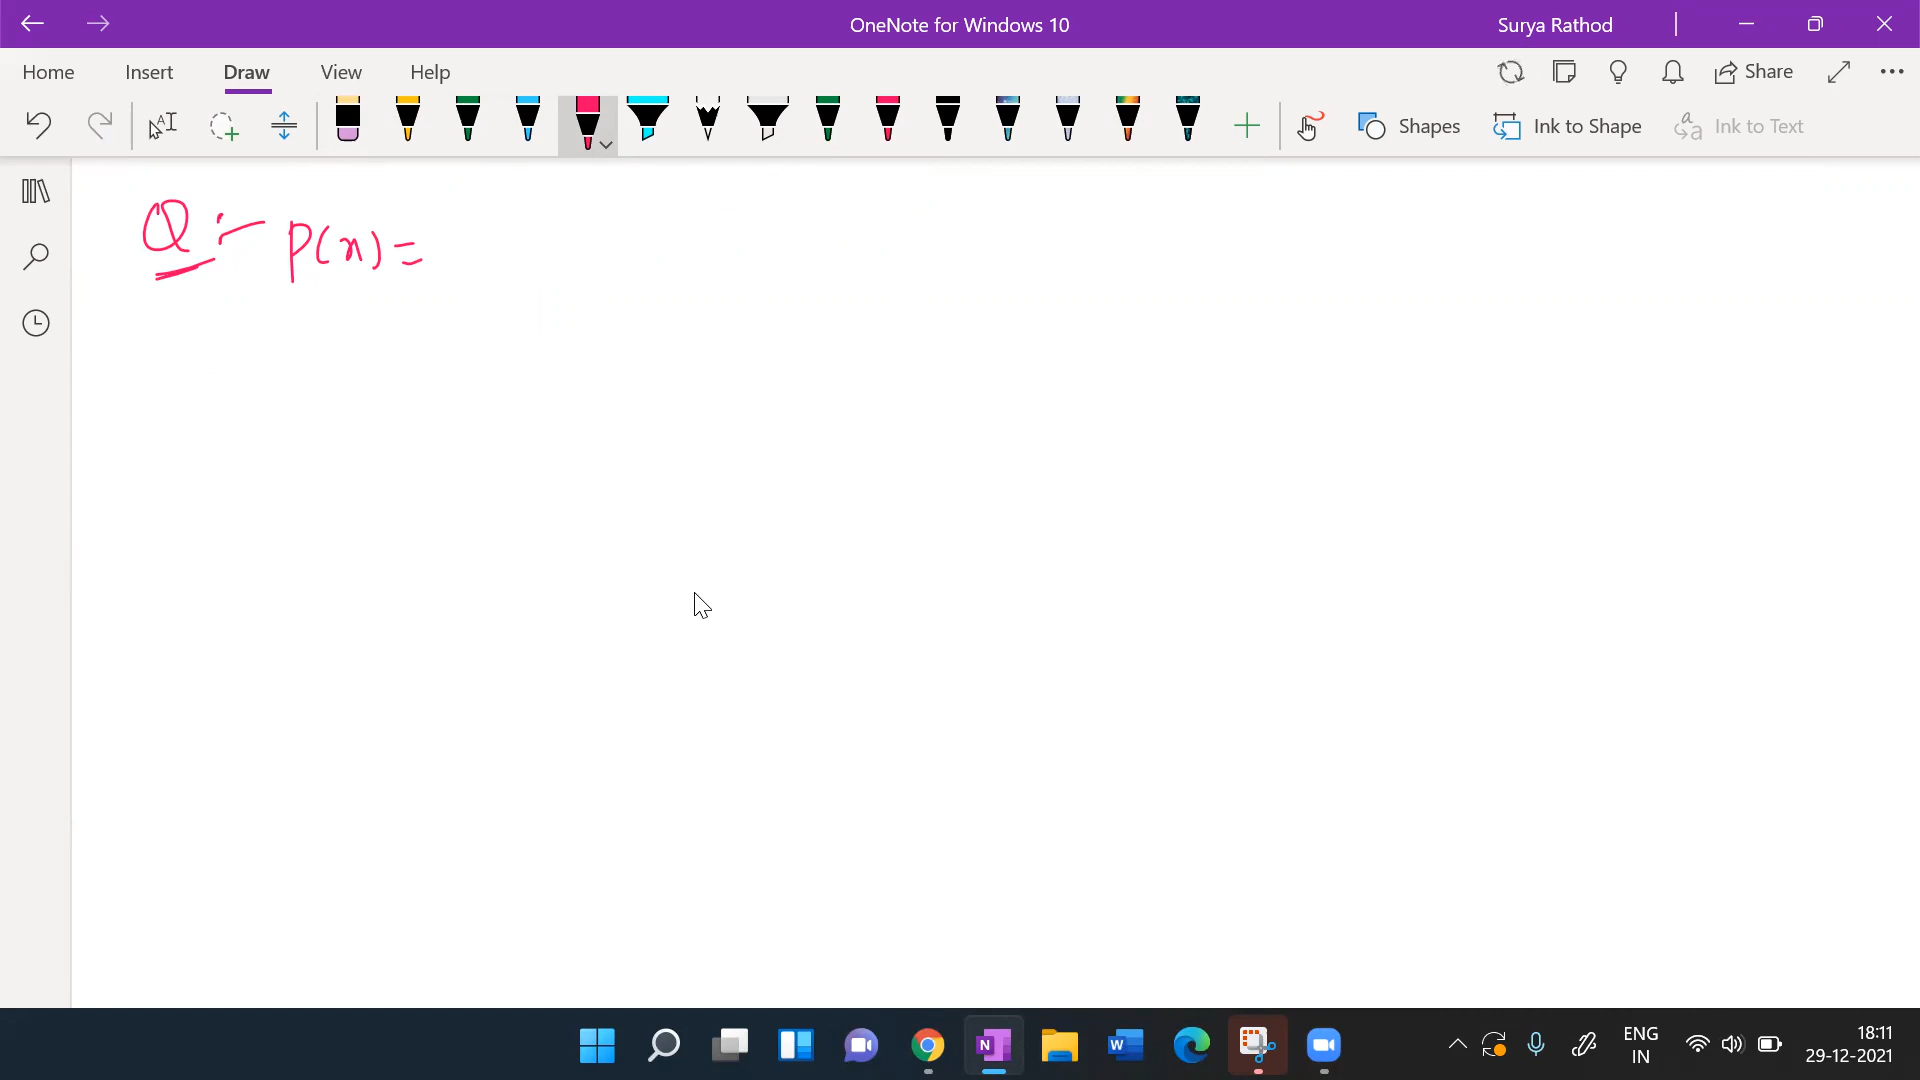 OneNote for Windows 10
Surya Rathod
Home Insert Draw View Help
Share
Shapes Ink to Shape Ink to Text
Q:- P(x)=
ENG
IN
18:11
29-12-2021